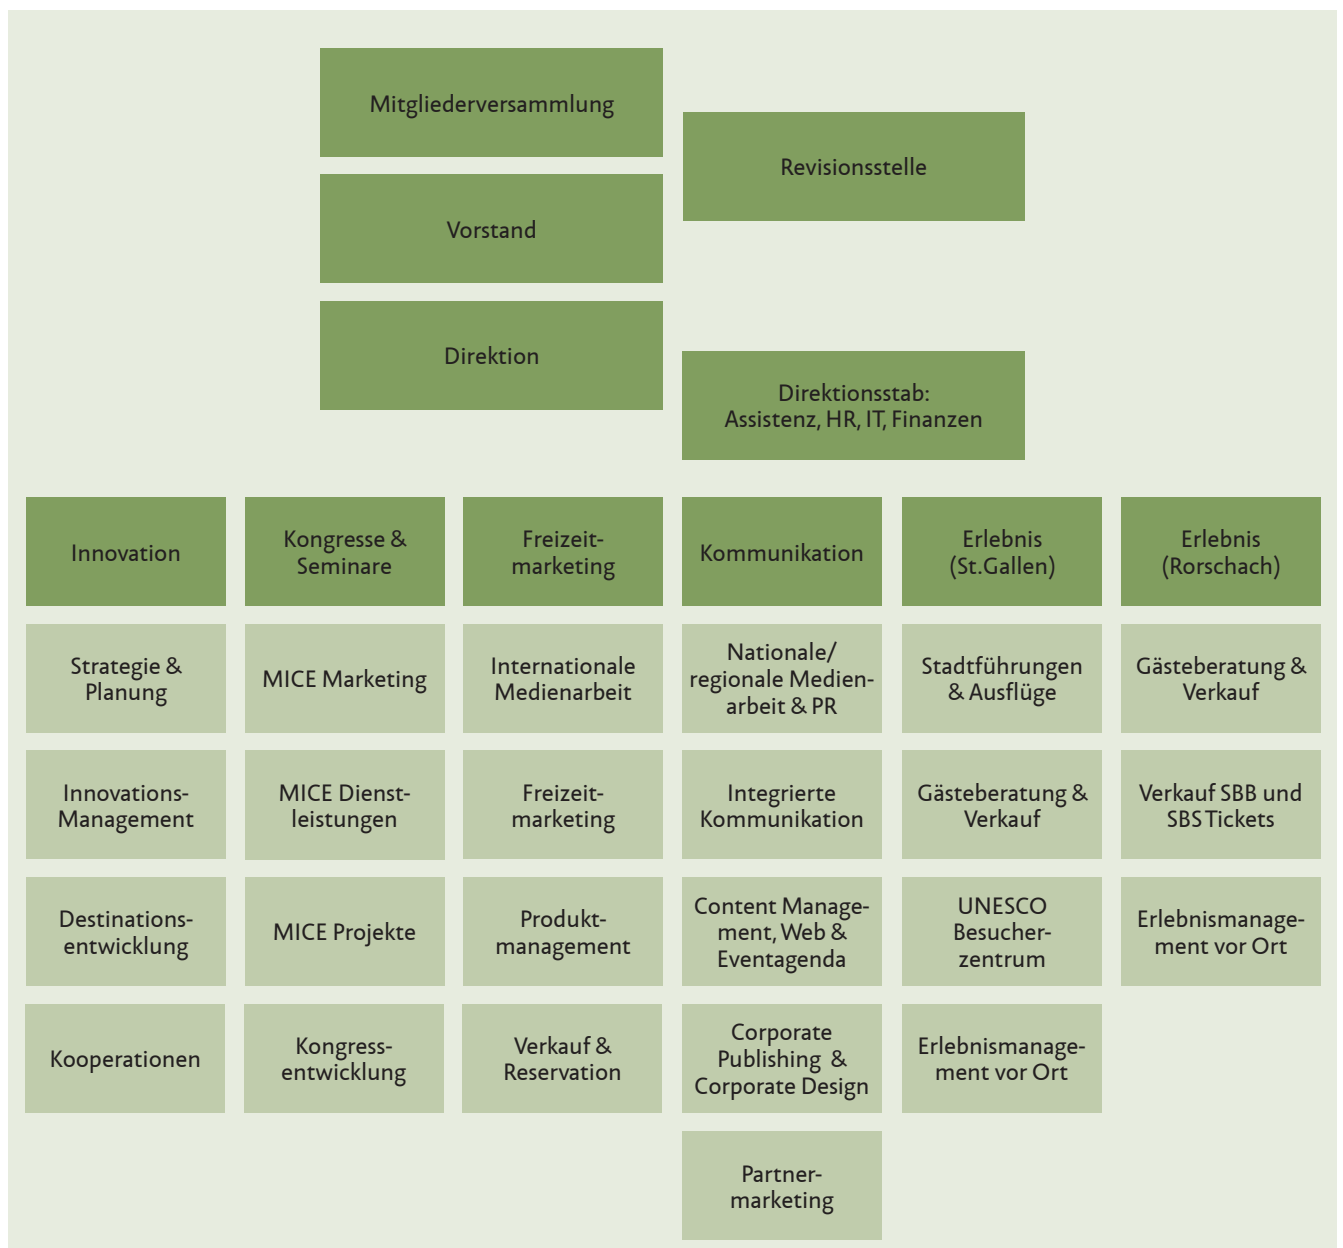 Mitgliederversammlung
Revisionsstelle
Vorstand
Direktion
Direktionsstab:
Assistenz, HR, IT, Finanzen
Innovation
Strategie &
Planung
Innovations-
Management
Destinations-
entwicklung
Kooperationen
Kongresse &
Seminare
MICE Marketing
MICE Dienst-
leistungen
MICE Projekte
Kongress-
entwicklung
Freizeit-
marketing
Internationale
Medienarbeit
Freizeit-
marketing
Produkt-
management
Verkauf &
Reservation
Kommunikation
Nationale/
regionale Medien-
arbeit & PR
Integrierte
Kommunikation
Content Manage-
ment, Web &
Eventagenda
Corporate
Publishing &
Corporate Design
Partner-
marketing
Erlebnis
(St.Gallen)
Stadtführungen
& Ausflüge
Gästeberatung &
Verkauf
UNESCO
Besucher-
zentrum
Erlebnismanage-
ment vor Ort
Erlebnis
(Rorschach)
Gästeberatung &
Verkauf
Verkauf SBB und
SBS Tickets
Erlebnismanage-
ment vor Ort